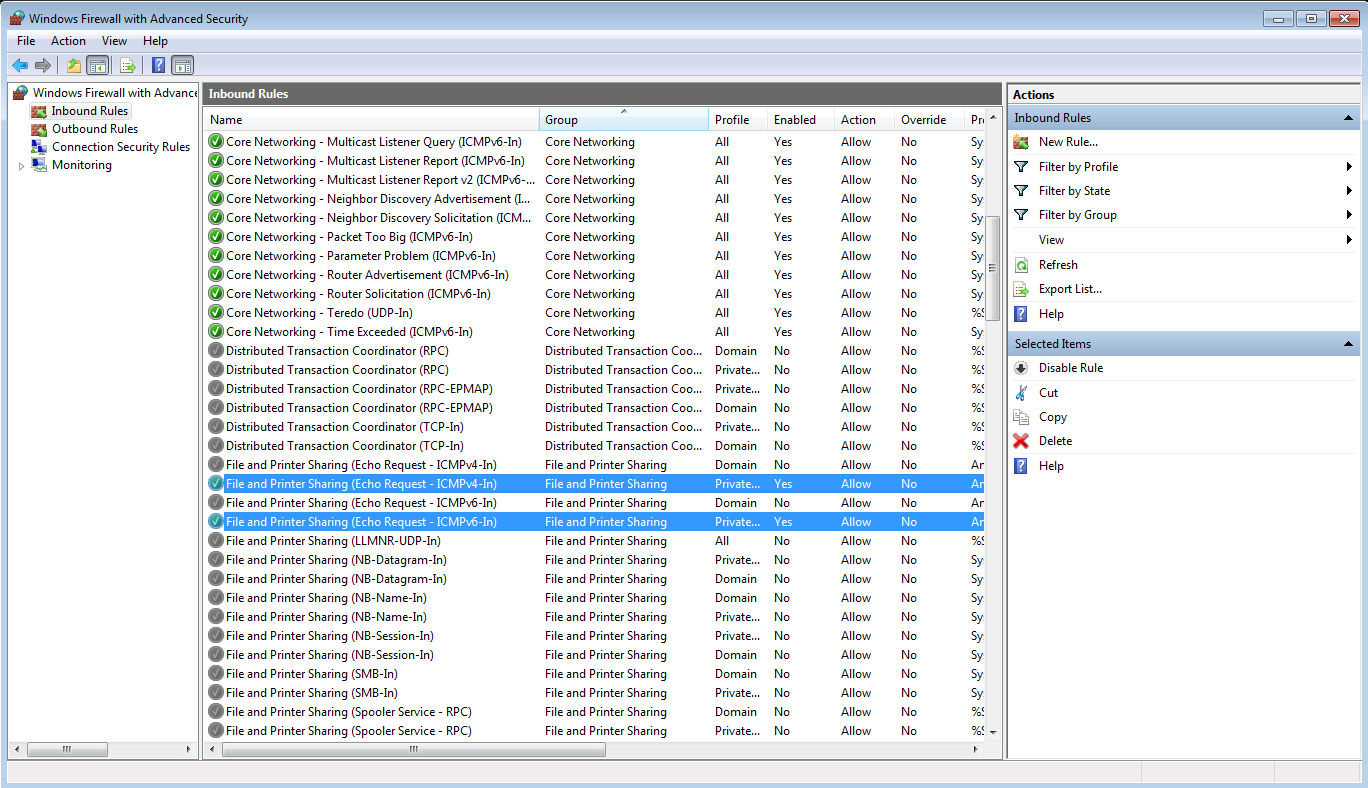 Windows Firewall with Advanced Security
File Action View Help
Windows Firewall with Advance
Inbound Rules
Outbound Rules
Connection Security Rules
Monitoring
Inbound Rules
Name Group Profile Enabled Action Override Pr
Core Networking - Multicast Listener Query (ICMPv6-In) Core Networking All Yes Allow No Sy
Core Networking - Multicast Listener Report (ICMPv6-In) Core Networking All Yes Allow No Sy
Core Networking - Multicast Listener Report v2 (ICMPv6-... Core Networking All Yes Allow No Sy
Core Networking - Neighbor Discovery Advertisement (I... Core Networking All Yes Allow No Sy
Core Networking - Neighbor Discovery Solicitation (ICM... Core Networking All Yes Allow No Sy
Core Networking - Packet Too Big (ICMPv6-In) Core Networking All Yes Allow No Sy
Core Networking - Parameter Problem (ICMPv6-In) Core Networking All Yes Allow No Sy
Core Networking - Router Advertisement (ICMPv6-In) Core Networking All Yes Allow No Sy
Core Networking - Router Solicitation (ICMPv6-In) Core Networking All Yes Allow No Sy
Core Networking - Teredo (UDP-In) Core Networking All Yes Allow No %S
Core Networking - Time Exceeded (ICMPv6-In) Core Networking All Yes Allow No Sy
Distributed Transaction Coordinator (RPC) Distributed Transaction Coo... Domain No Allow No %S
Distributed Transaction Coordinator (RPC) Distributed Transaction Coo... Private... No Allow No %S
Distributed Transaction Coordinator (RPC-EPMAP) Distributed Transaction Coo... Private... No Allow No %S
Distributed Transaction Coordinator (RPC-EPMAP) Distributed Transaction Coo... Domain No Allow No %S
Distributed Transaction Coordinator (TCP-In) Distributed Transaction Coo... Private... No Allow No %S
Distributed Transaction Coordinator (TCP-In) Distributed Transaction Coo... Domain No Allow No %S
File and Printer Sharing (Echo Request - ICMPv4-In) File and Printer Sharing Domain No Allow No An
File and Printer Sharing (Echo Request - ICMPv4-In) File and Printer Sharing Private... Yes Allow No An
File and Printer Sharing (Echo Request - ICMPv6-In) File and Printer Sharing Domain No Allow No An
File and Printer Sharing (Echo Request - ICMPv6-In) File and Printer Sharing Private... Yes Allow No An
File and Printer Sharing (LLMNR-UDP-In) File and Printer Sharing All No Allow No %S
File and Printer Sharing (NB-Datagram-In) File and Printer Sharing Private... No Allow No Sy
File and Printer Sharing (NB-Datagram-In) File and Printer Sharing Domain No Allow No Sy
File and Printer Sharing (NB-Name-In) File and Printer Sharing Domain No Allow No Sy
File and Printer Sharing (NB-Name-In) File and Printer Sharing Private... No Allow No Sy
File and Printer Sharing (NB-Session-In) File and Printer Sharing Private... No Allow No Sy
File and Printer Sharing (NB-Session-In) File and Printer Sharing Domain No Allow No Sy
File and Printer Sharing (SMB-In) File and Printer Sharing Domain No Allow No Sy
File and Printer Sharing (SMB-In) File and Printer Sharing Private... No Allow No Sy
File and Printer Sharing (Spooler Service - RPC) File and Printer Sharing Domain No Allow No %S
File and Printer Sharing (Spooler Service - RPC) File and Printer Sharing Private... No Allow No %S
Actions
Inbound Rules
New Rule...
Filter by Profile
Filter by State
Filter by Group
View
Refresh
Export List...
Help
Selected Items
Disable Rule
Cut
Copy
Delete
Help